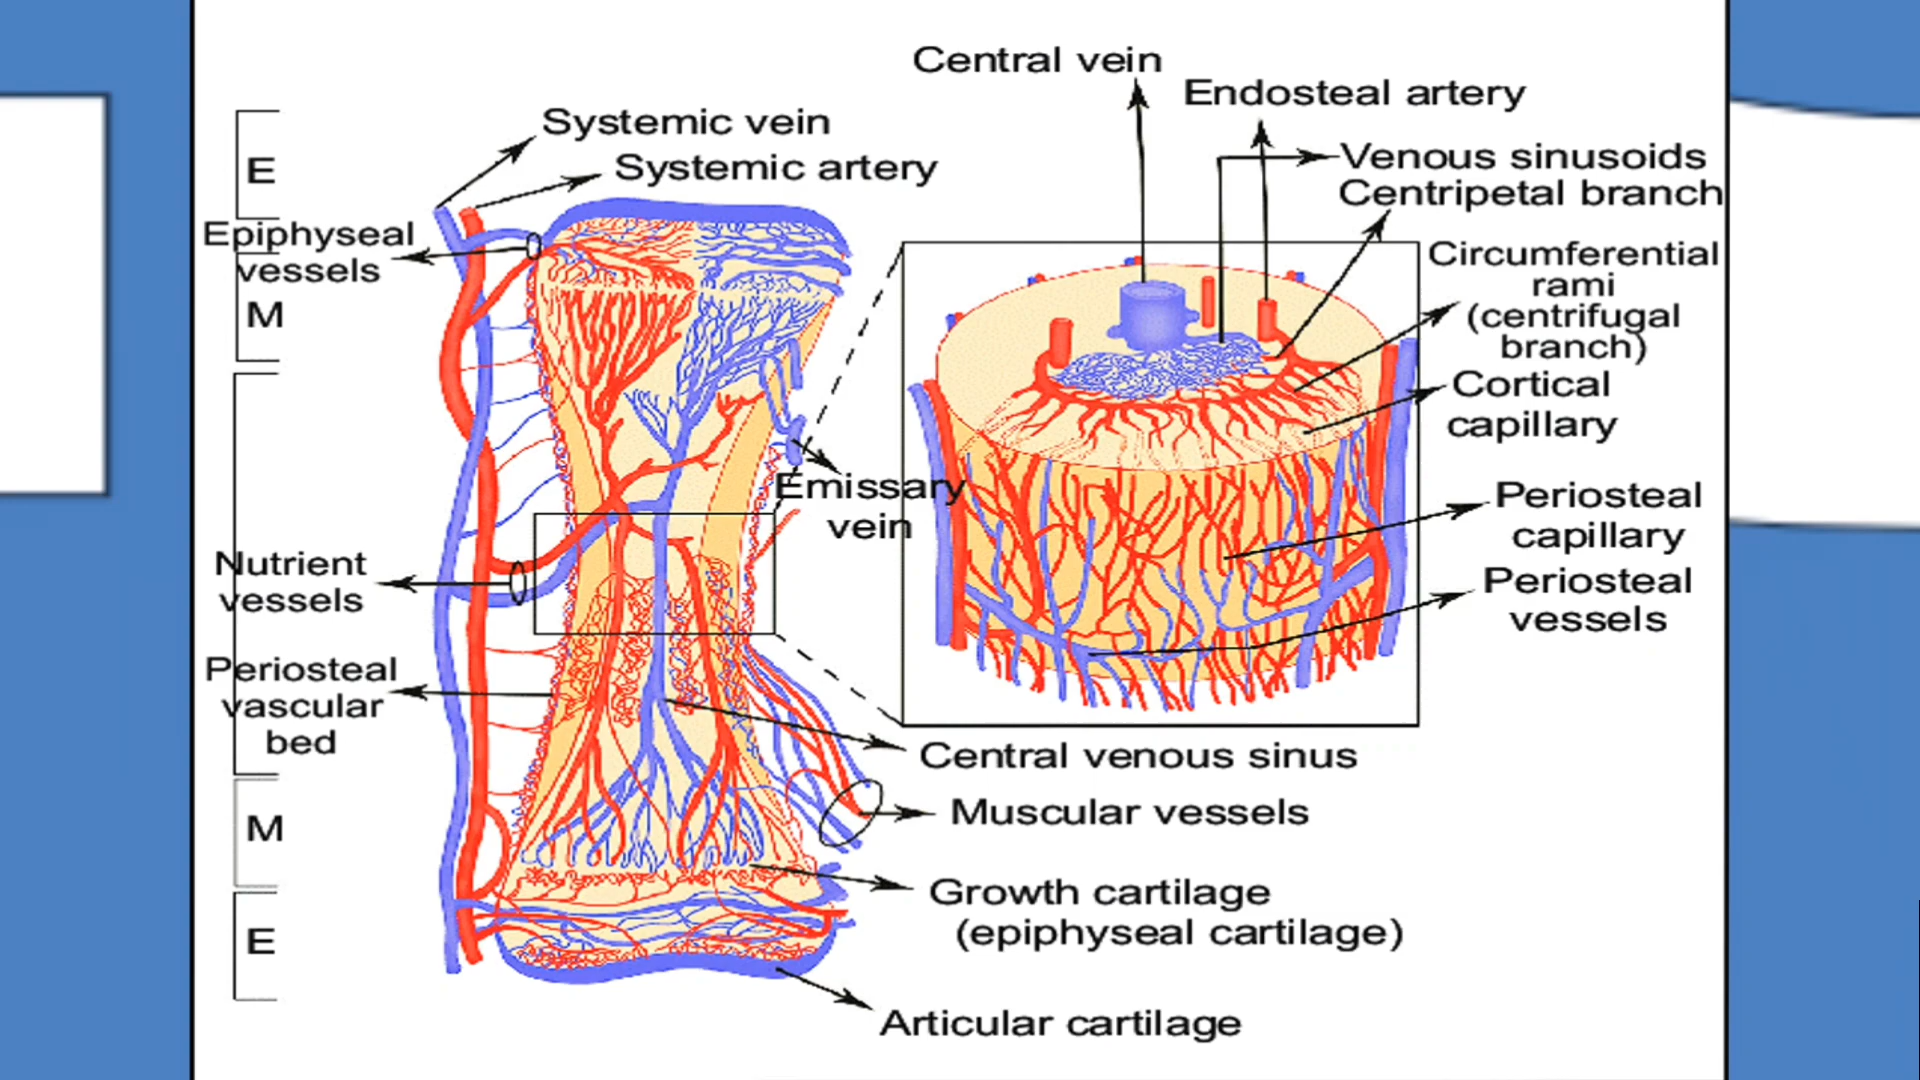 Central vein
Endosteal artery
Systemic vein
Venous sinusoids
E
Systemic artery
Centripetal branch
Epiphyseal
vessels
Circumferential
rami
(centrifugal
branch)
M
Cortical
capillary
Emissary
vein
Periosteal
capillary
Nutrient
vessels
Periosteal
vessels
Periosteal
vascular
bed
Central venous sinus
M
Muscular vessels
Growth cartilage
(epiphyseal cartilage)
E
Articular cartilage